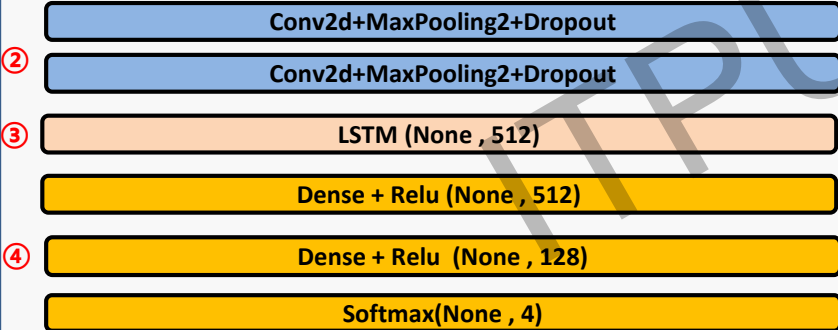 Conv2d+MaxPooling2+Dropout
②
Conv2d+MaxPooling2+Dropout
③ LSTM (None , 512)
Dense + Relu (None , 512)
④ Dense + Relu (None , 128)
Softmax(None , 4)
ITPU